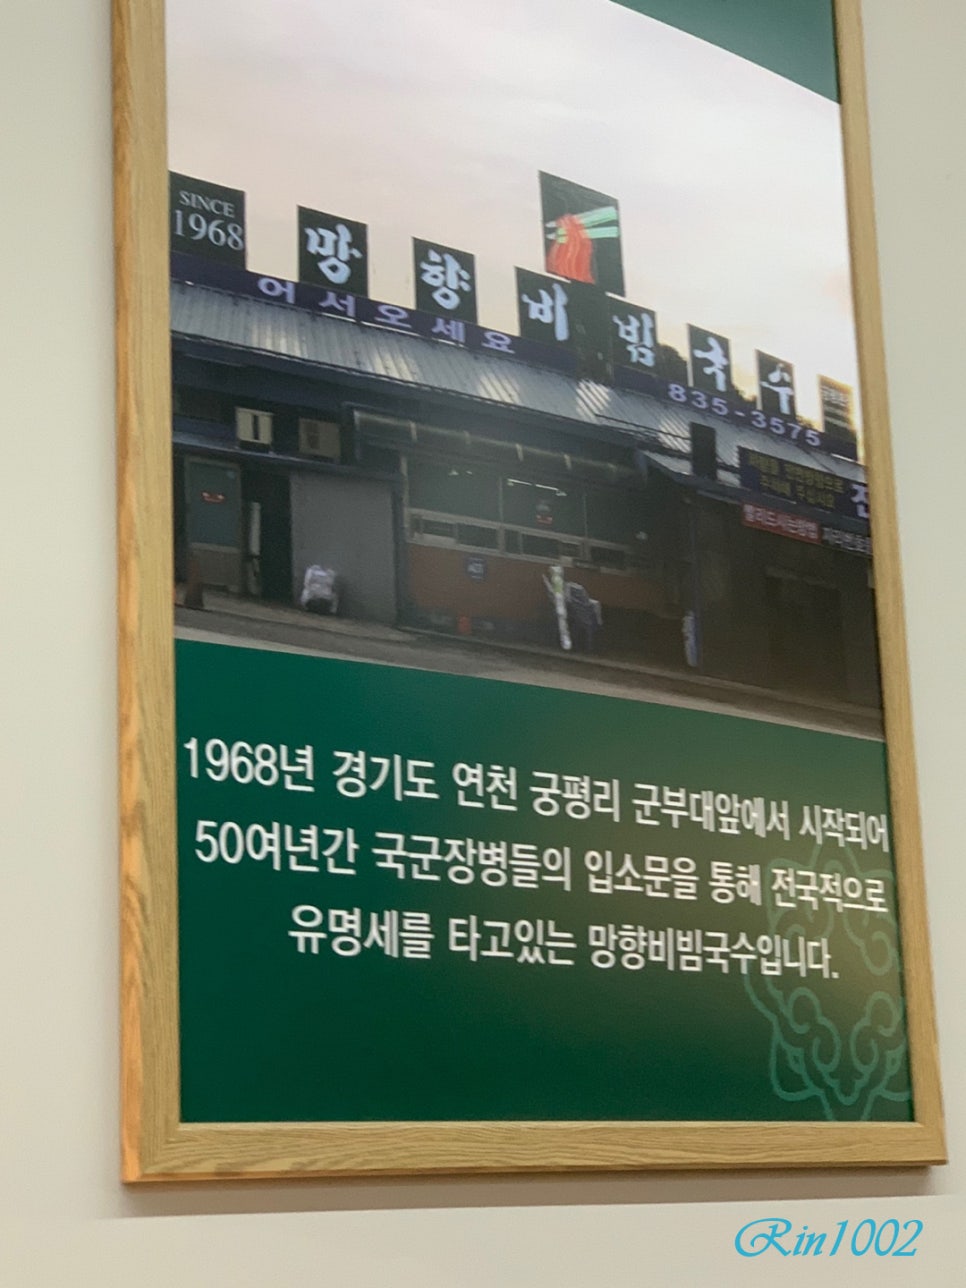 SINCE
1968
망향비빔국수
어서오세요
835-3575
1968년 경기도 연천 궁평리 군부대앞에서 시작되어
50여년간 국군장병들의 입소문을 통해 전국적으로
유명세를 타고있는 망향비빔국수입니다.
Rin1002